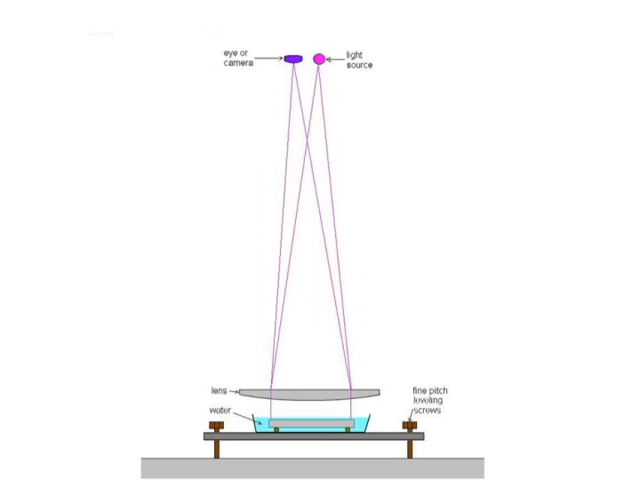 eye or
camera
light
source
lens
fine pitch
leveling
screws
water